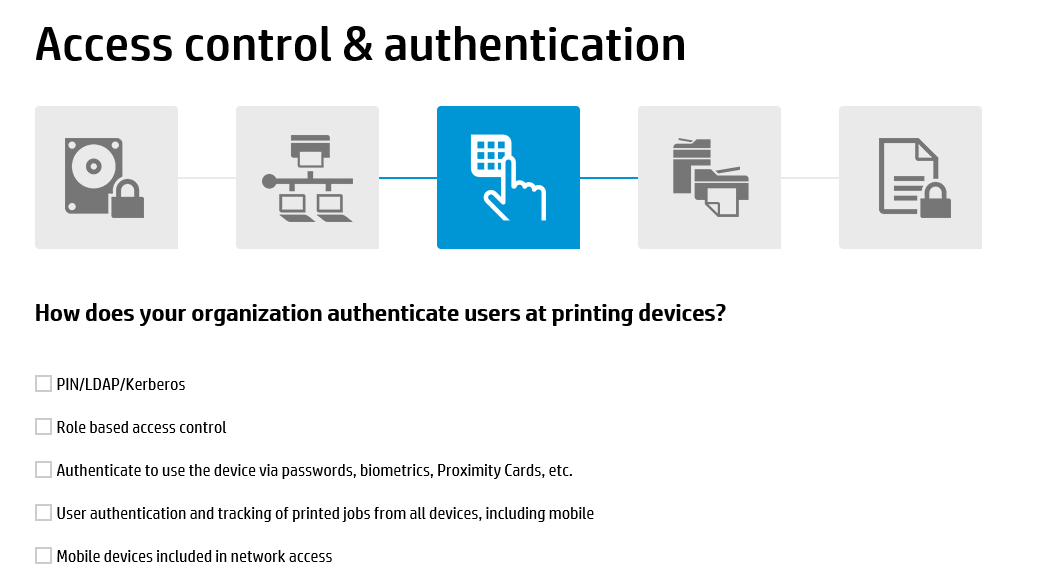 Access control & authentication
How does your organization authenticate users at printing devices?
PIN/LDAP/Kerberos
Role based access control
Authenticate to use the device via passwords, biometrics, Proximity Cards, etc.
User authentication and tracking of printed jobs from all devices, including mobile
Mobile devices included in network access